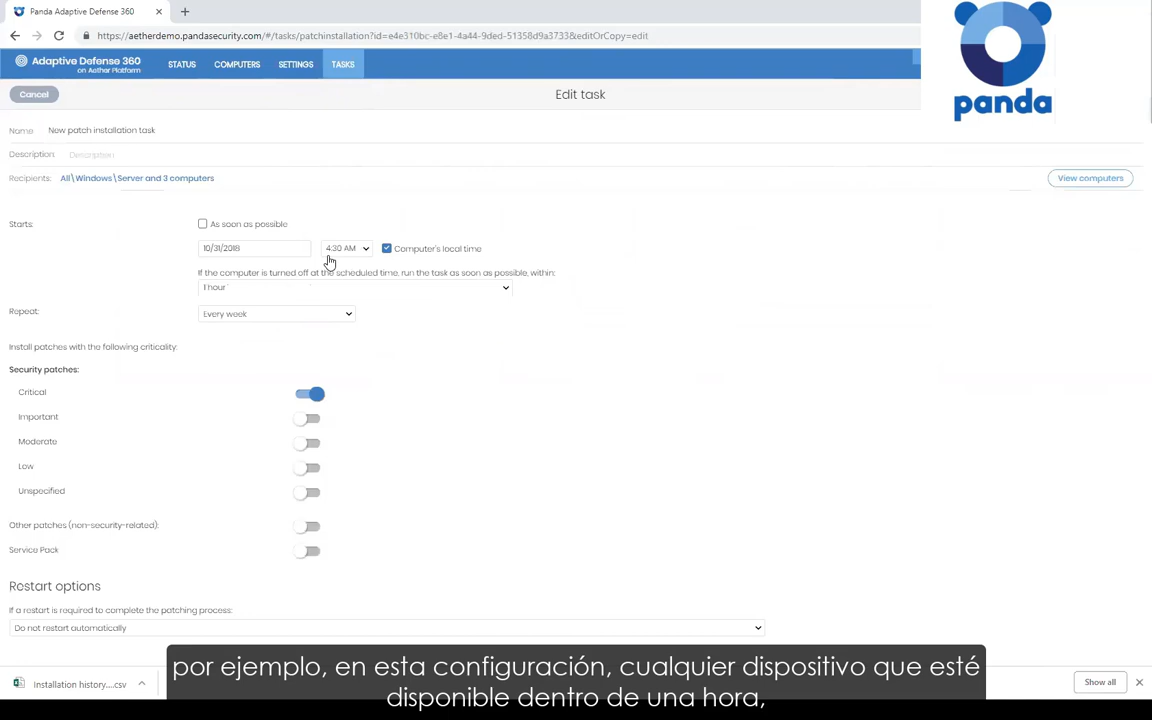 Panda Adaptive Defense 360
https://aetherdemo.pandasecurity.com/#/tasks/patchinstallation?id=e4e310bc-e8e1-4a44-9ded-51358d9a3733&editOrCopy=edit
Adaptive Defense 360
on Aether Platform
STATUS
COMPUTERS
SETTINGS
TASKS
panda
Cancel
Edit task
Name
New patch installation task
Description:
Description
Recipients:
All\Windows\Server and 3 computers
View computers
Starts:
As soon as possible
10/31/2018
4:30 AM
Computer's local time
If the computer is turned off at the scheduled time, run the task as soon as possible, within:
1 hour
Repeat:
Every week
Install patches with the following criticality:
Security patches:
Critical
Important
Moderate
Low
Unspecified
Other patches (non-security-related):
Service Pack
Restart options
If a restart is required to complete the patching process:
Do not restart automatically
por ejemplo, en esta configuración, cualquier dispositivo que esté
disponible dentro de una hora,
Installation history....csv
Show all